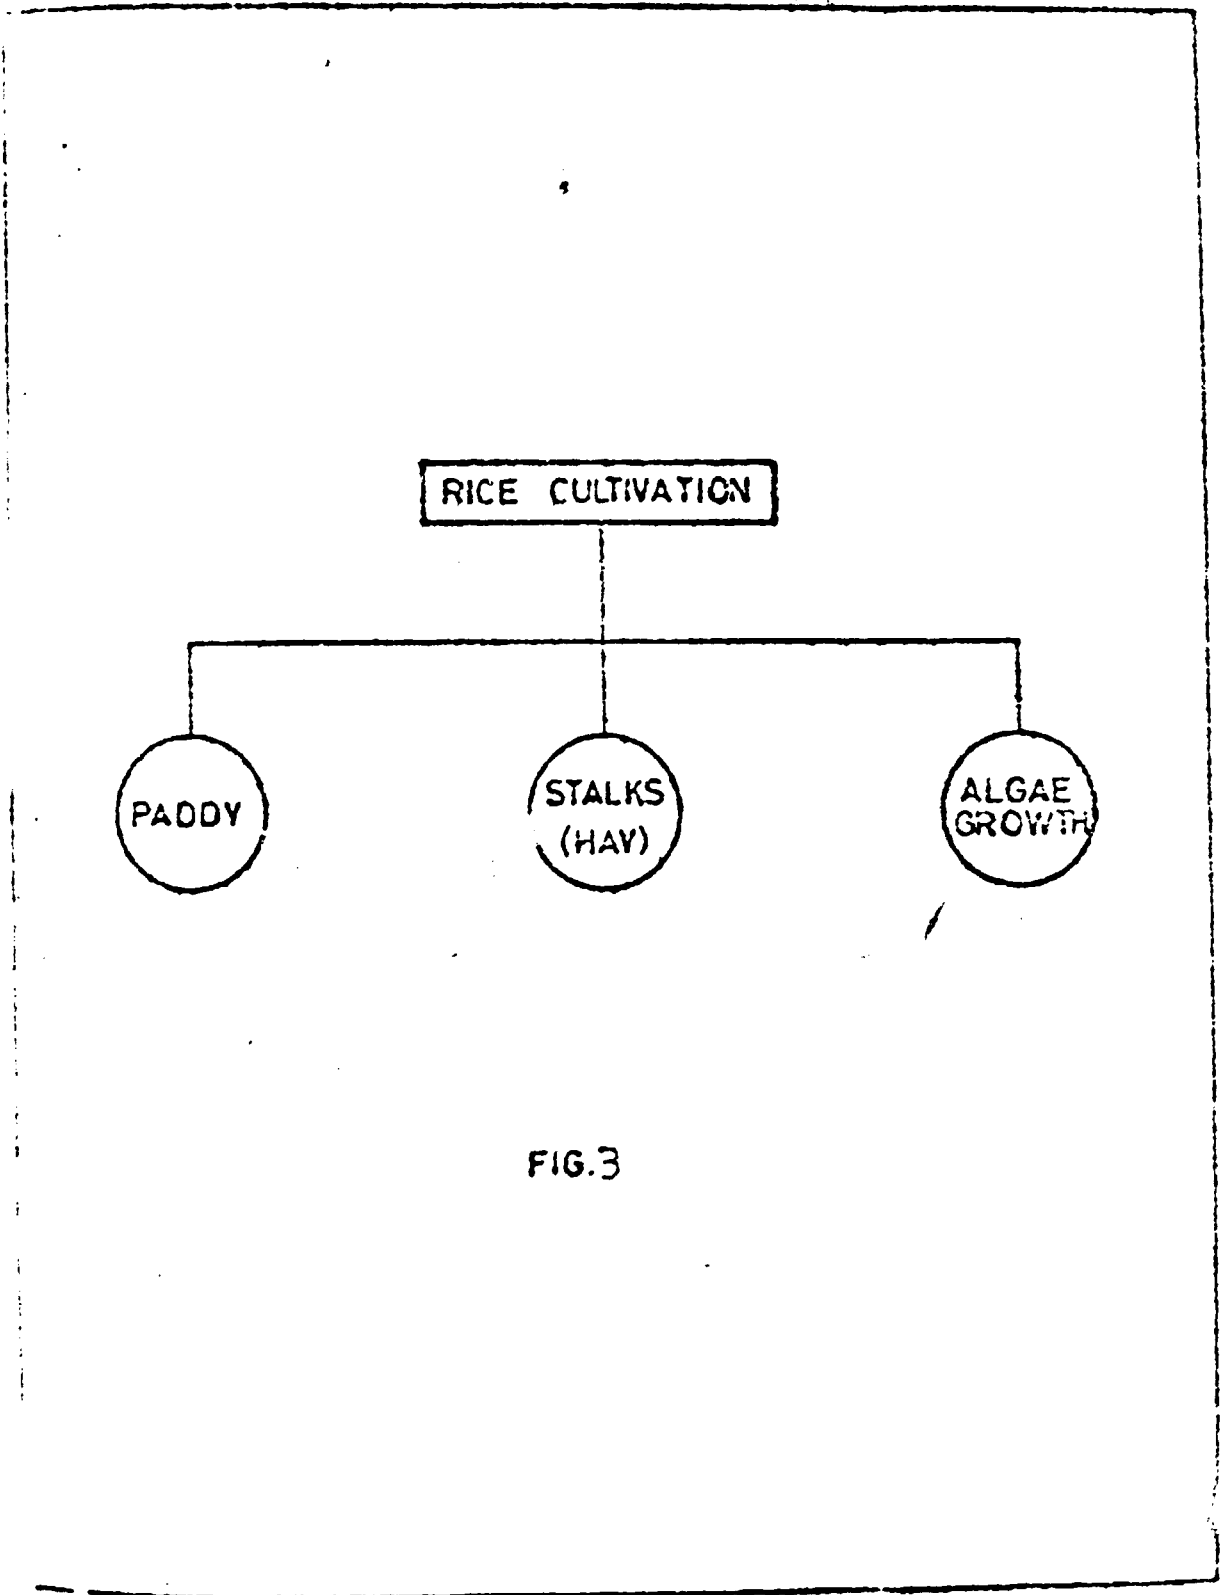 RICE CULTIVATION
PADDY
STALKS
(HAY)
ALGAE
GROWTH
FIG.3